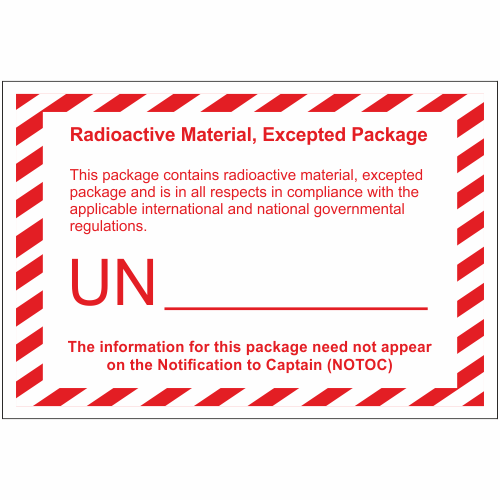 Radioactive Material, Excepted Package
This package contains radioactive material, excepted
package and is in all respects in compliance with the
applicable international and national governmental
regulations.
UN
The information for this package need not appear
on the Notification to Captain (NOTOC)